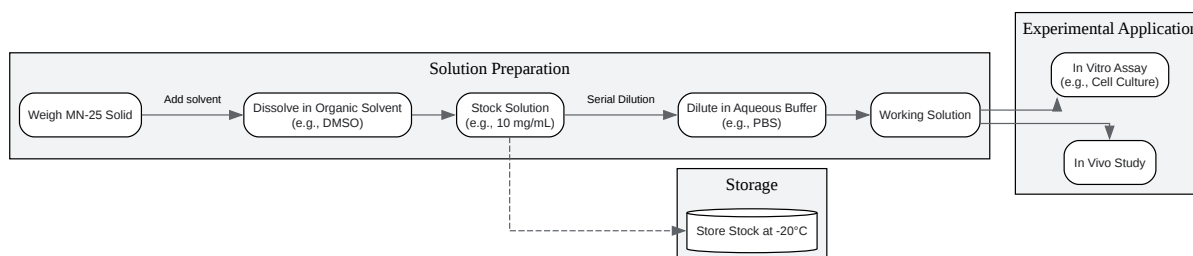 Experimental Application
Solution Preparation
In Vitro Assay
(e.g., Cell Culture)
Weigh MN-25 Solid
Add solvent
Dissolve in Organic Solvent
(e.g., DMSO)
Stock Solution
(e.g., 10 mg/mL)
Serial Dilution
Dilute in Aqueous Buffer
(e.g., PBS)
Working Solution
In Vivo Study
Storage
Store Stock at -20°C